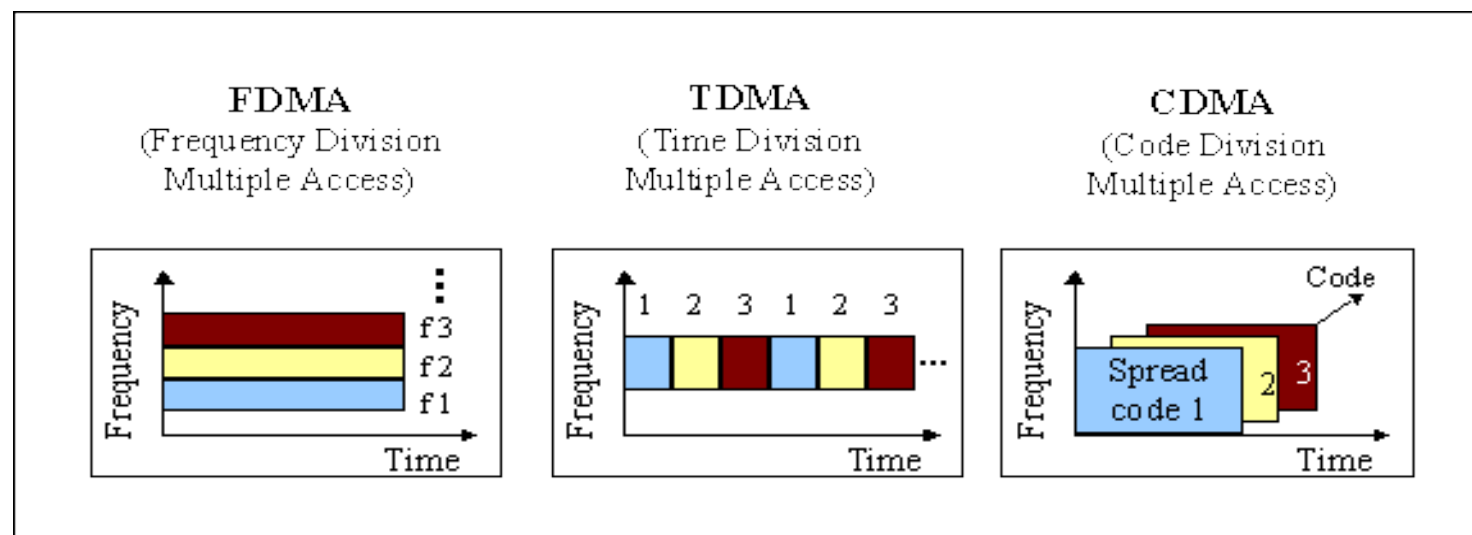 FDMA
(Frequency Division
Multiple Access)
TDMA
(Time Division
Multiple Access)
CDMA
(Code Division
Multiple Access)
Frequency
f3
f2
f1
Time
Frequency
1 2 3 1 2 3
...
Time
Frequency
Code
Spread
code 1
2
3
Time